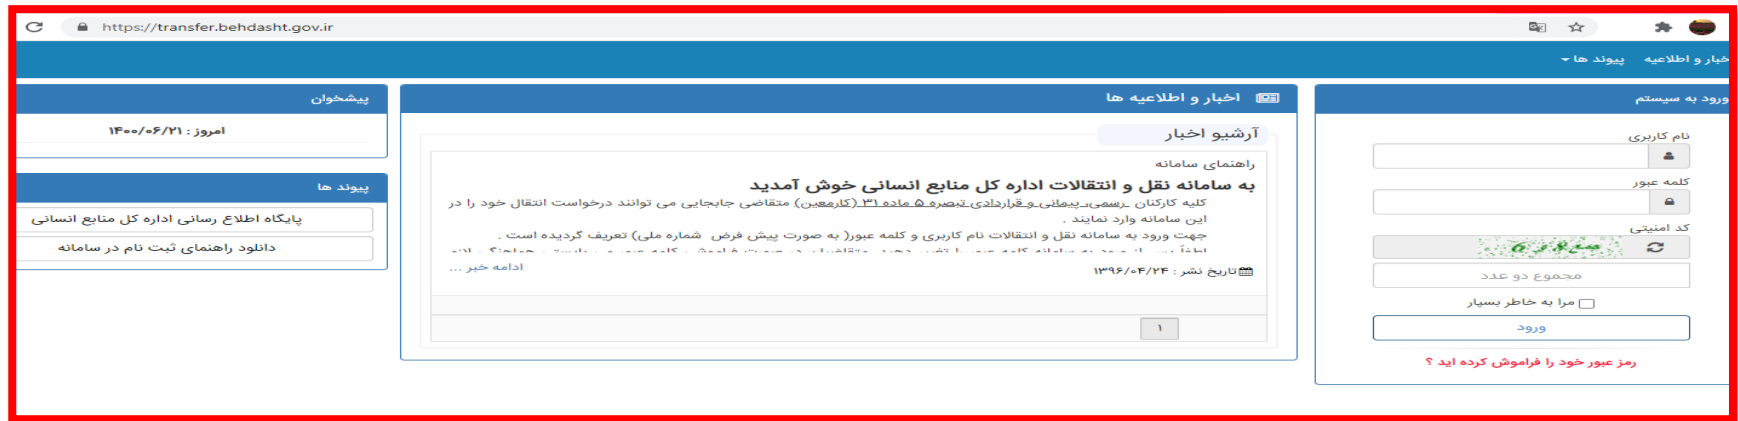 https://transfer.behdasht.gov.ir
خبار و اطلاعیه
پیوند ها
ورود به سیستم
نام کاربری
کلمه عبور
کد امنیتی
مجموع دو عدد
مرا به خاطر بسپار
ورود
رمز عبور خود را فراموش کرده اید ؟
اخبار و اطلاعیه ها
آرشیو اخبار
راهنمای سامانه
به سامانه نقل و انتقالات اداره کل منابع انسانی خوش آمدید
کلیه کارکنان رسمی، پیمانی و قراردادی تبصره ۵ ماده ۳۱ (کارمعین) متقاضی جابجایی می توانند درخواست انتقال خود را در
این سامانه وارد نمایند .
جهت ورود به سامانه نقل و انتقالات نام کاربری و کلمه عبور( به صورت پیش فرض شماره ملی) تعریف گردیده است .
ادامه خبر ...
تاریخ نشر : ۱۳۹۶/۰۴/۲۴
۱
پیشخوان
امروز : ۱۴۰۰/۰۶/۲۱
پیوند ها
پایگاه اطلاع رسانی اداره کل منابع انسانی
دانلود راهنمای ثبت نام در سامانه